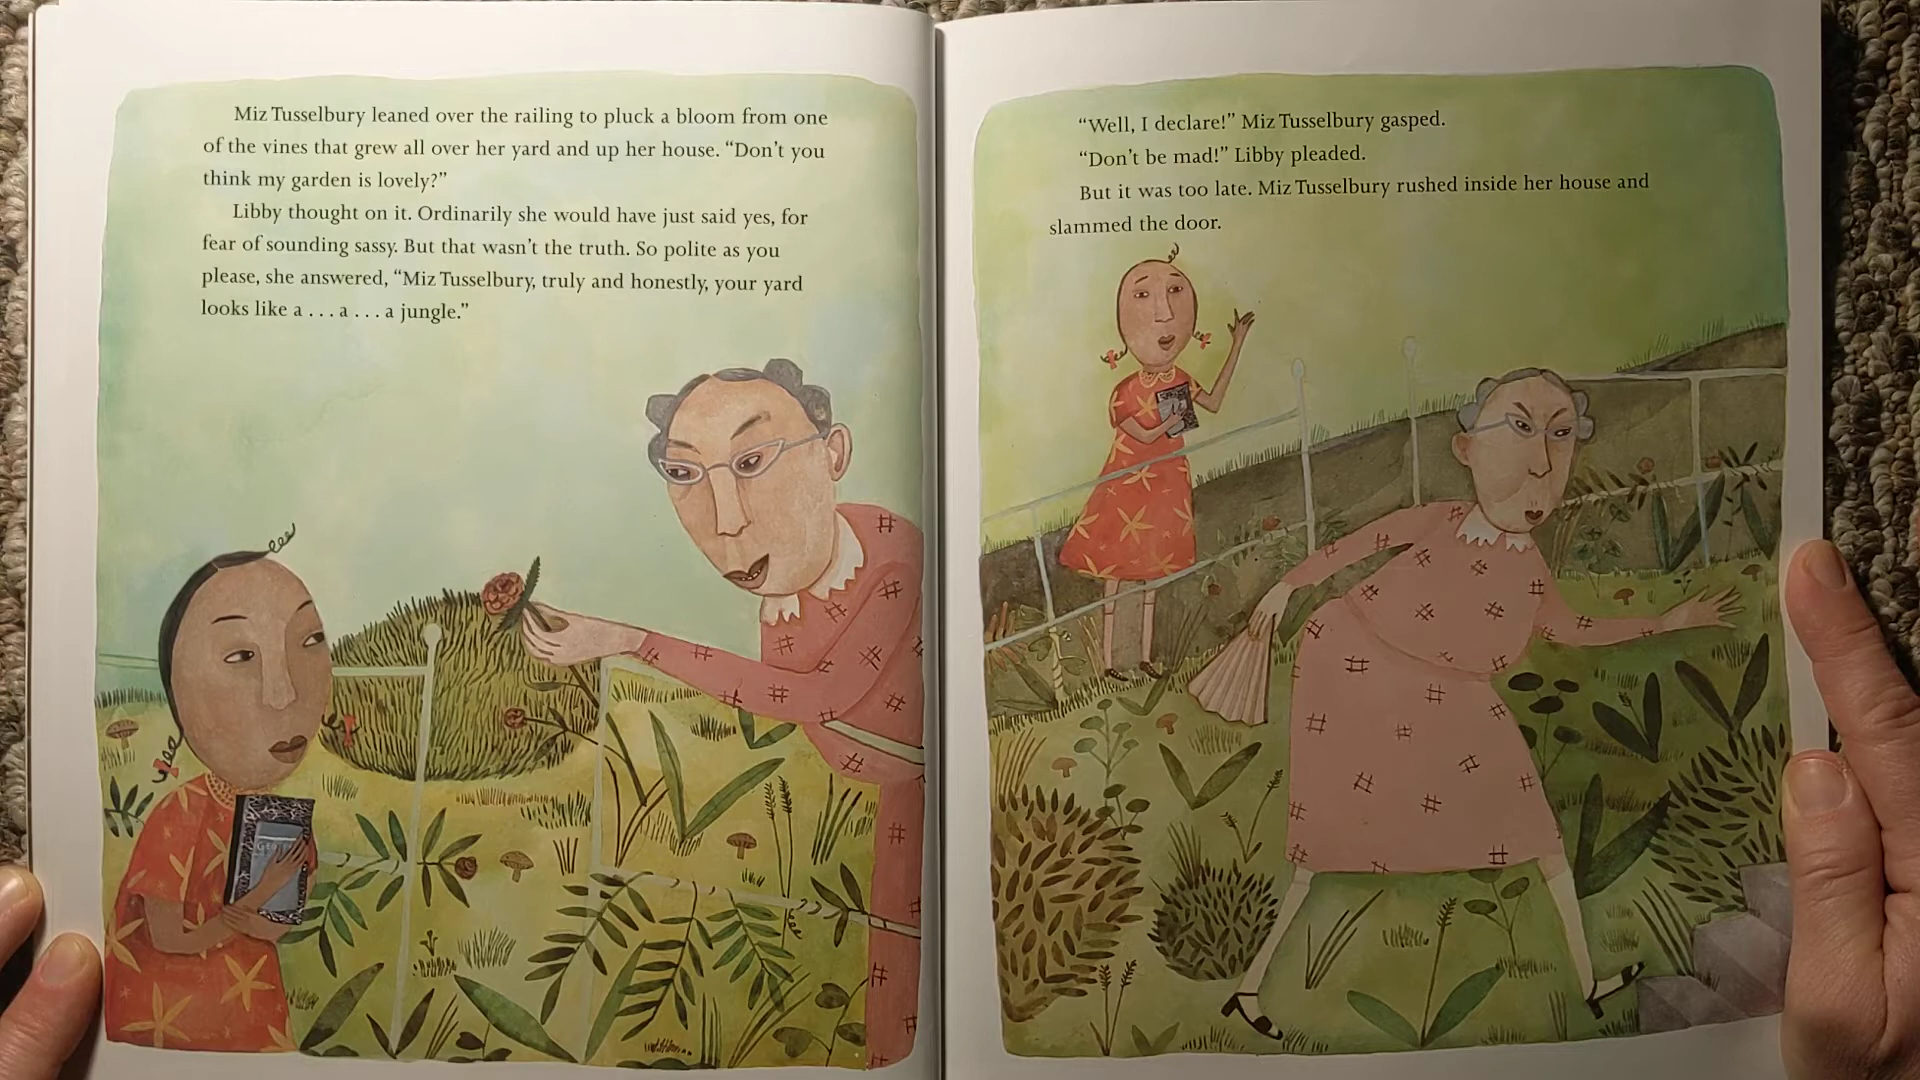 Miz Tusselbury leaned over the railing to pluck a bloom from one
of the vines that grew all over her yard and up her house. “Don’t you
think my garden is lovely?”
Libby thought on it. Ordinarily she would have just said yes, for
fear of sounding sassy. But that wasn’t the truth. So polite as you
please, she answered, “Miz Tusselbury, truly and honestly, your yard
looks like a . . . a . . . a jungle.”
“Well, I declare!” Miz Tusselbury gasped.
“Don’t be mad!” Libby pleaded.
But it was too late. Miz Tusselbury rushed inside her house and
slammed the door.